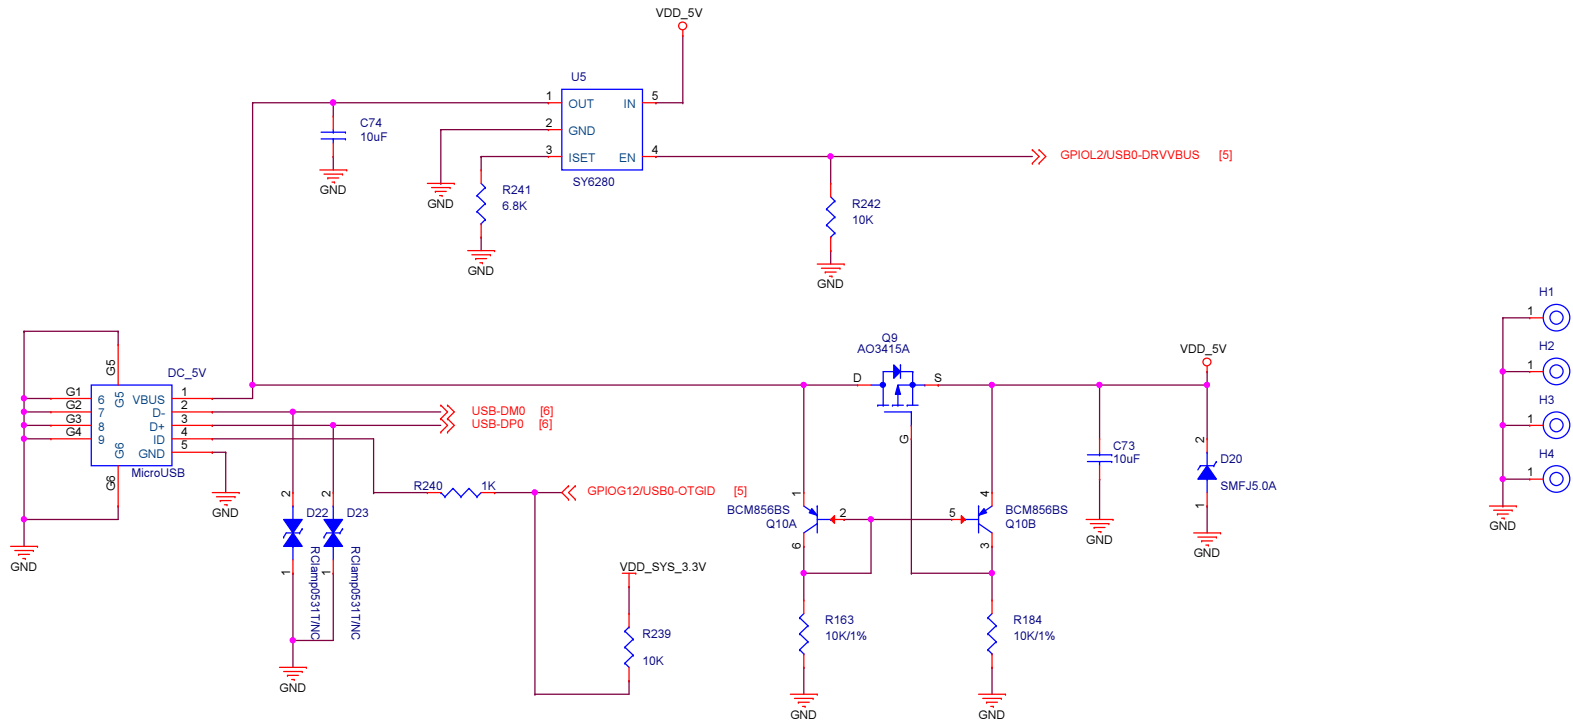 VDD_5V
U5
1 OUT IN 5
2 GND
3 ISET EN 4
SY6280
C74
10uF
GND
GND
R241
6.8K
GND
GPIOL2/USB0-DRVVBUS [5]
R242
10K
GND
DC_5V
G5
G5
G1 6 VBUS 1
G2 7 D- 2
G3 8 D+ 3
G4 9 ID 4
GND 5
G6
G6
MicroUSB
GND
GND
USB-DM0 [6]
USB-DP0 [6]
R240 1K
GPIOG12/USB0-OTGID [5]
2 2
D22 D23
1 1
RClamp0531T/NC
RClamp0531T/NC
GND
VDD_SYS_3.3V
R239
10K
Q9
AO3415A
D S
G
VDD_5V
C73
10uF
GND
2
D20
SMFJ5.0A
1
GND
1
BCM856BS
Q10A
2
6
4
BCM856BS
Q10B
5
3
R163
10K/1%
GND
R184
10K/1%
GND
H1
1
H2
1
H3
1
H4
1
GND